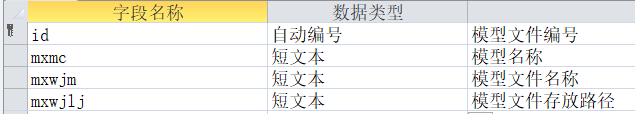 字段名称 数据类型
id 自动编号 模型文件编号
mxmc 短文本 模型名称
mxwjm 短文本 模型文件名称
mxwjlj 短文本 模型文件存放路径